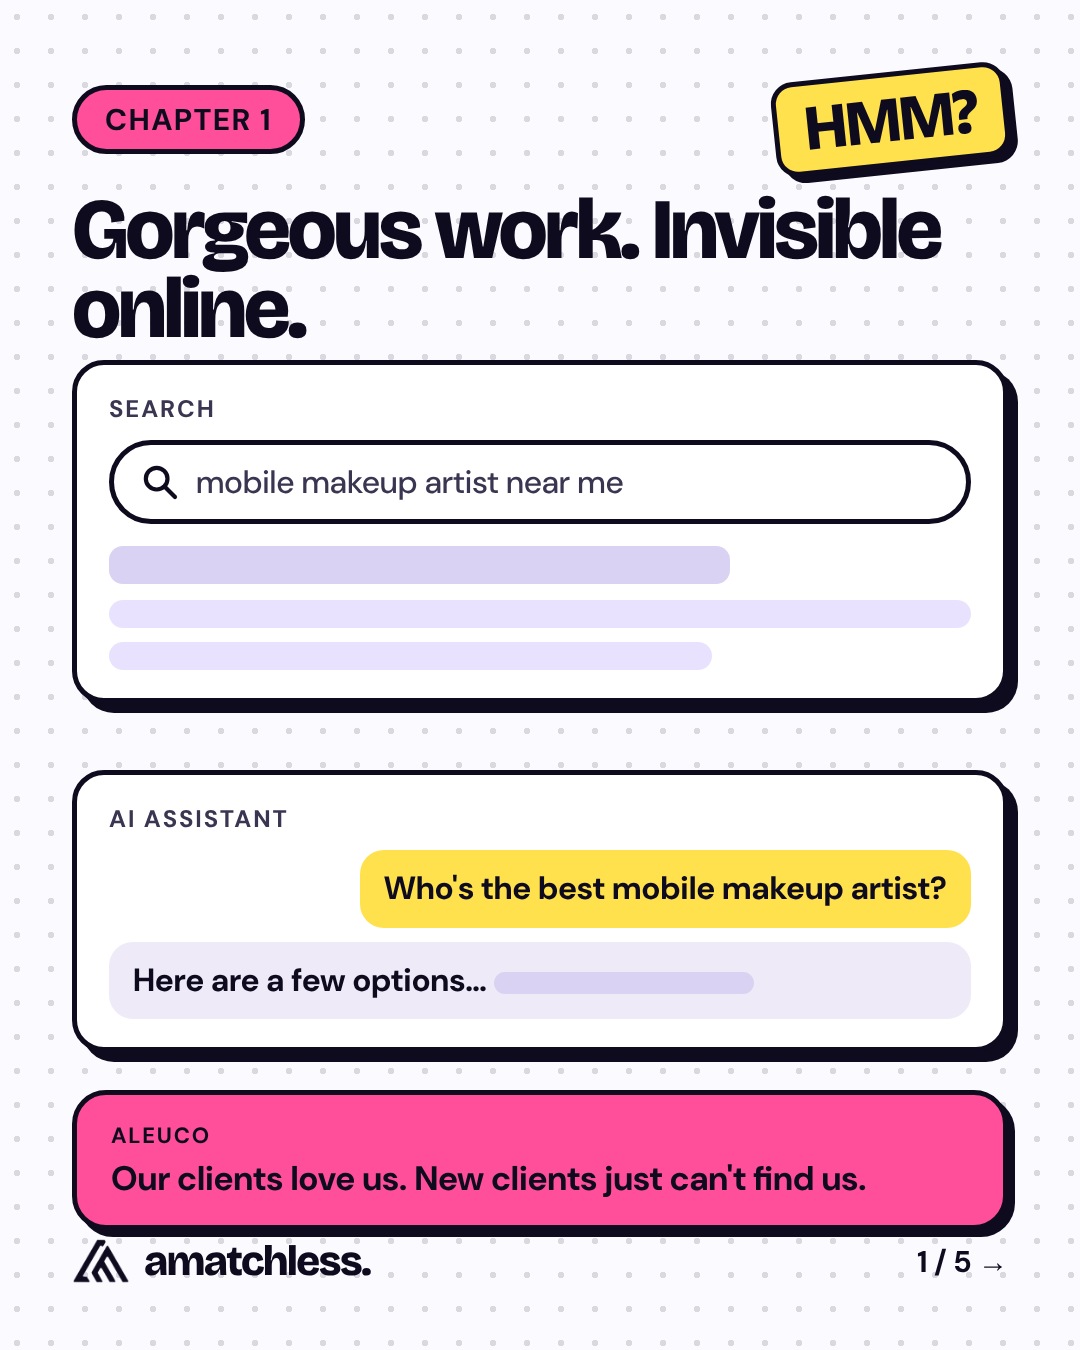 CHAPTER 1
HMM?
Gorgeous work. Invisible
online.
SEARCH
mobile makeup artist near me
AI ASSISTANT
Who's the best mobile makeup artist?
Here are a few options...
ALEUCO
Our clients love us. New clients just can't find us.
amatchless.
1 / 5 →